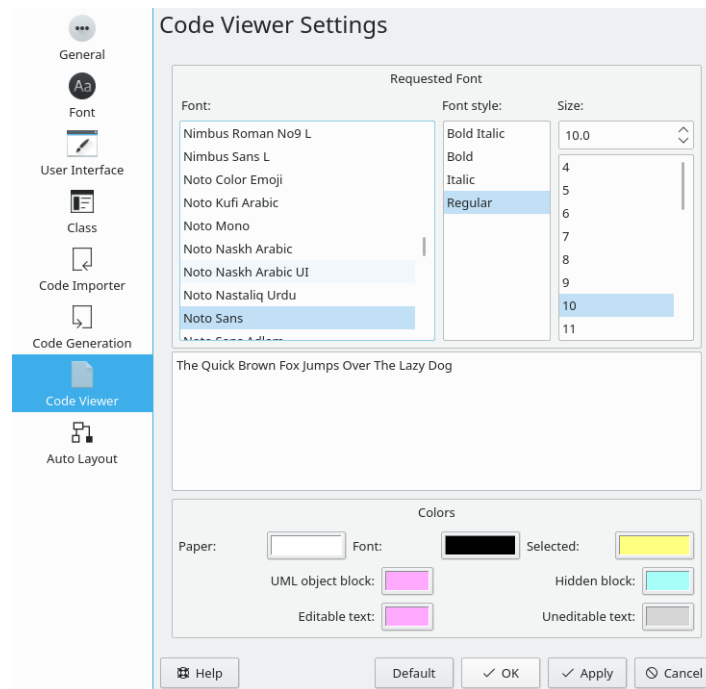 Code Viewer Settings
General
Aa
Font
User Interface
Class
Code Importer
Code Generation
Code Viewer
Auto Layout
Requested Font
Font:
Font style:
Size:
Nimbus Roman No9 L
Nimbus Sans L
Noto Color Emoji
Noto Kufi Arabic
Noto Mono
Noto Naskh Arabic
Noto Naskh Arabic UI
Noto Nastaliq Urdu
Noto Sans
Noto Sans Adlam
Bold Italic
Bold
Italic
Regular
10.0
4
5
6
7
8
9
10
11
The Quick Brown Fox Jumps Over The Lazy Dog
Colors
Paper:
Font:
Selected:
UML object block:
Hidden block:
Editable text:
Uneditable text:
Help
Default
OK
Apply
Cancel